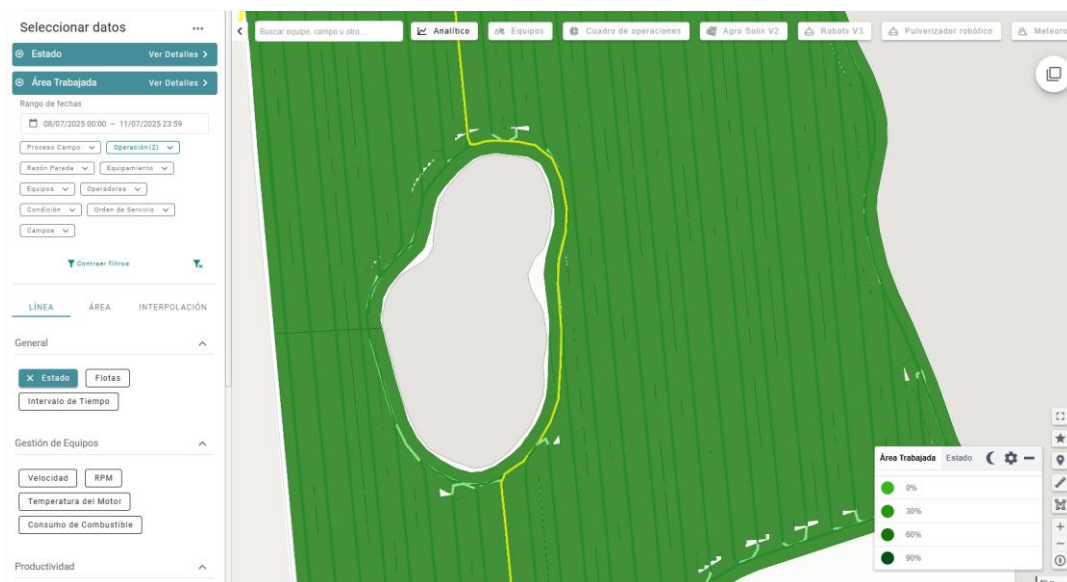 Seleccionar datos
Estado Ver Detalles
Área Trabajada Ver Detalles
Rango de fechas
08/07/2025 00:00 – 11/07/2025 23:59
Proceso Campo Operación(2)
Razón Parada Equipamiento
Equipos Operadores
Condición Orden de Servicio
Campos
Contraer filtros
LÍNEA ÁREA INTERPOLACIÓN
General
Estado Flotas
Intervalo de Tiempo
Gestión de Equipos
Velocidad RPM
Temperatura del Motor
Consumo de Combustible
Productividad
Buscar equipo, campo u otro... Analítico Equipos Cuadro de operaciones Agro Solix V2 Robots V3 Pulverizador robótico Meteoro
Área Trabajada Estado
0%
30%
60%
90%